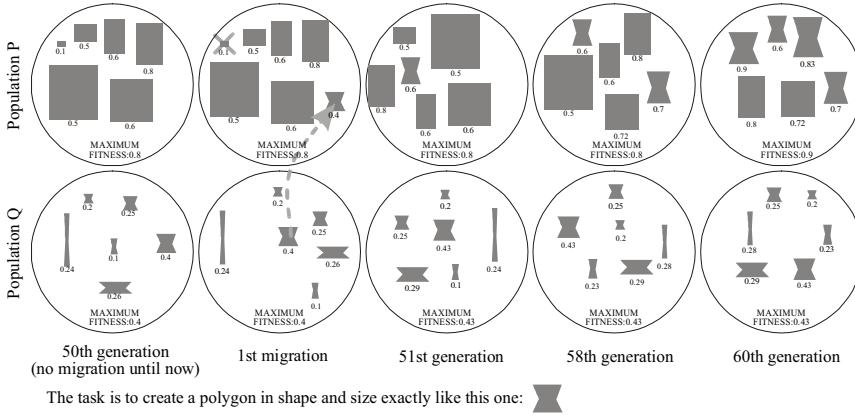 Population P
0.1
0.5
0.6
0.8
0.5
0.6
MAXIMUM
FITNESS:0.8
0.1
0.5
0.6
0.8
0.5
0.6
0.4
MAXIMUM
FITNESS:0.8
0.5
0.5
0.8
0.6
0.6
0.6
MAXIMUM
FITNESS:0.8
0.6
0.8
0.6
0.5
0.72
0.7
MAXIMUM
FITNESS:0.8
0.9
0.6
0.83
0.8
0.72
0.7
MAXIMUM
FITNESS:0.9
Population Q
0.2
0.25
0.24
0.1
0.4
0.26
MAXIMUM
FITNESS:0.4
0.2
0.25
0.24
0.4
0.26
0.1
MAXIMUM
FITNESS:0.4
0.2
0.25
0.43
0.24
0.29
0.1
MAXIMUM
FITNESS:0.43
0.25
0.43
0.2
0.28
0.23
0.29
MAXIMUM
FITNESS:0.43
0.25
0.2
0.28
0.23
0.29
0.43
MAXIMUM
FITNESS:0.43
50th generation
(no migration until now)
1st migration
51st generation
58th generation
60th generation
The task is to create a polygon in shape and size exactly like this one: